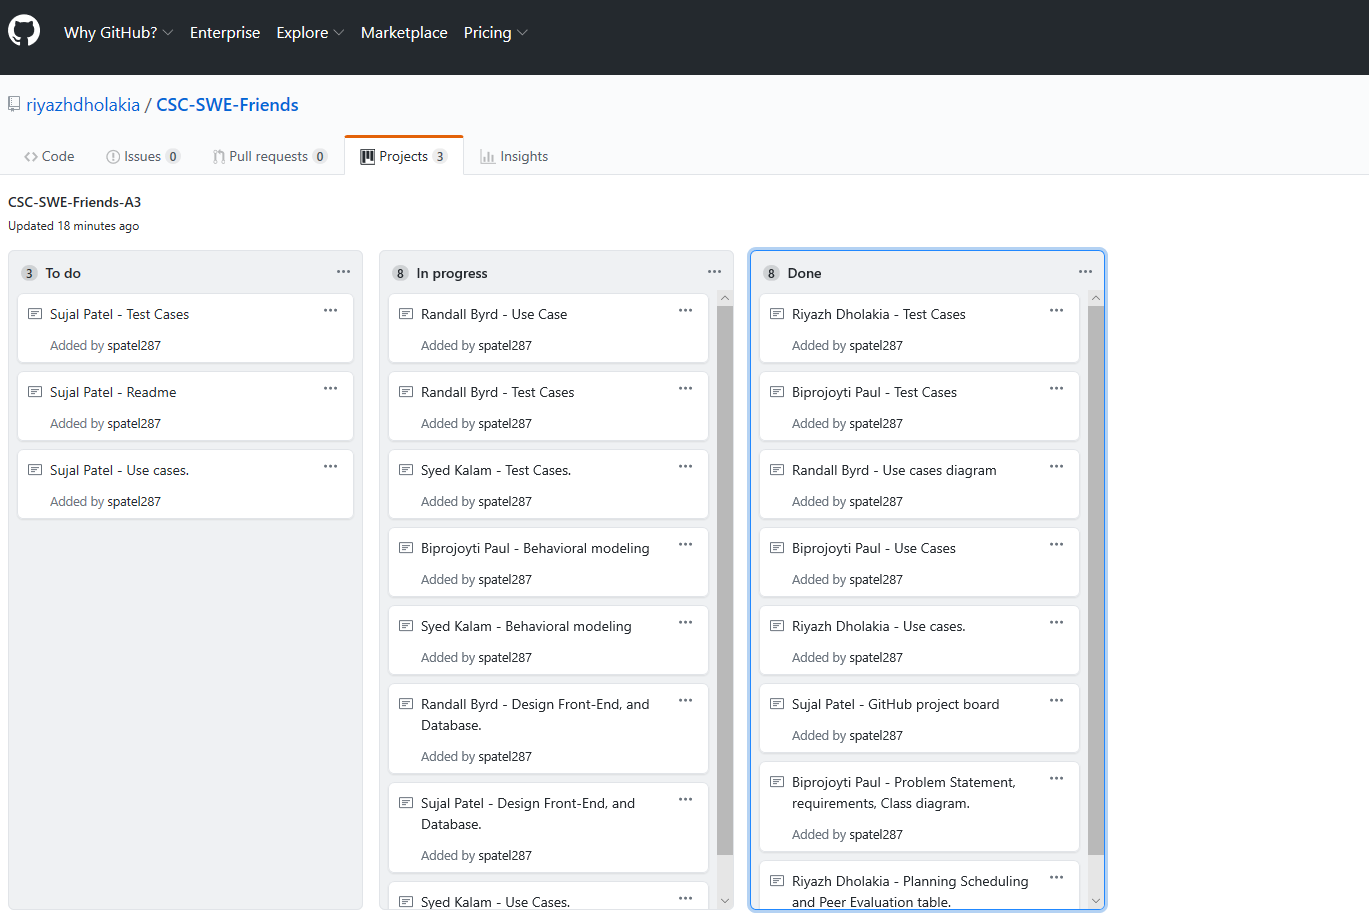 Why GitHub? Enterprise Explore Marketplace Pricing
riyazhdholakia / CSC-SWE-Friends
Code Issues 0 Pull requests 0 Projects 3 Insights
CSC-SWE-Friends-A3
Updated 18 minutes ago
3 To do
Sujal Patel - Test Cases
Added by spatel287
Sujal Patel - Readme
Added by spatel287
Sujal Patel - Use cases.
Added by spatel287
8 In progress
Randall Byrd - Use Case
Added by spatel287
Randall Byrd - Test Cases
Added by spatel287
Syed Kalam - Test Cases.
Added by spatel287
Biprojoyti Paul - Behavioral modeling
Added by spatel287
Syed Kalam - Behavioral modeling
Added by spatel287
Randall Byrd - Design Front-End, and
Database.
Added by spatel287
Sujal Patel - Design Front-End, and
Database.
Added by spatel287
Syed Kalam - Use Cases.
8 Done
Riyazh Dholakia - Test Cases
Added by spatel287
Biprojoyti Paul - Test Cases
Added by spatel287
Randall Byrd - Use cases diagram
Added by spatel287
Biprojoyti Paul - Use Cases
Added by spatel287
Riyazh Dholakia - Use cases.
Added by spatel287
Sujal Patel - GitHub project board
Added by spatel287
Biprojoyti Paul - Problem Statement,
requirements, Class diagram.
Added by spatel287
Riyazh Dholakia - Planning Scheduling
and Peer Evaluation table.